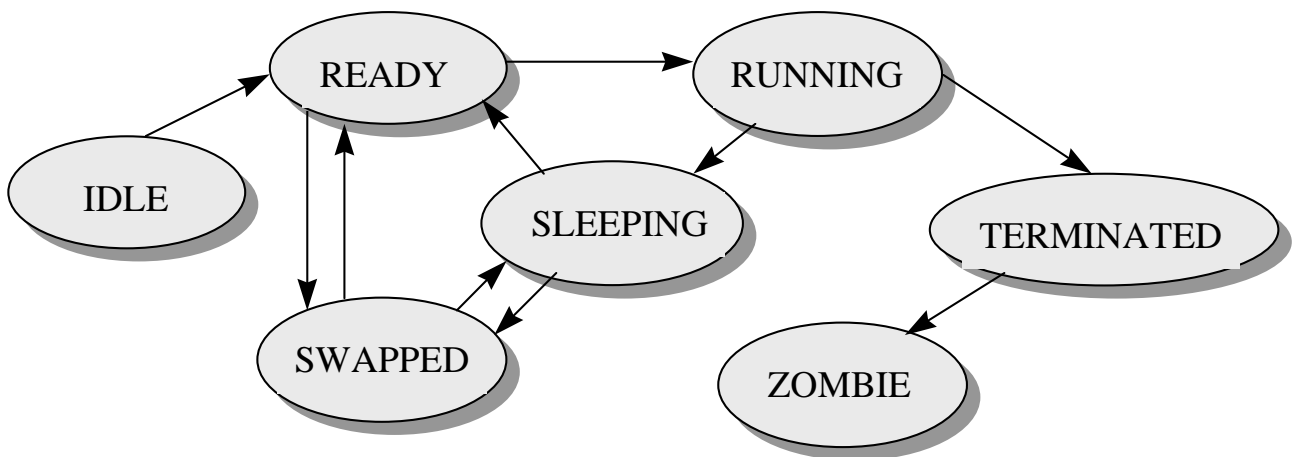 READY
RUNNING
IDLE
SLEEPING
TERMINATED
SWAPPED
ZOMBIE